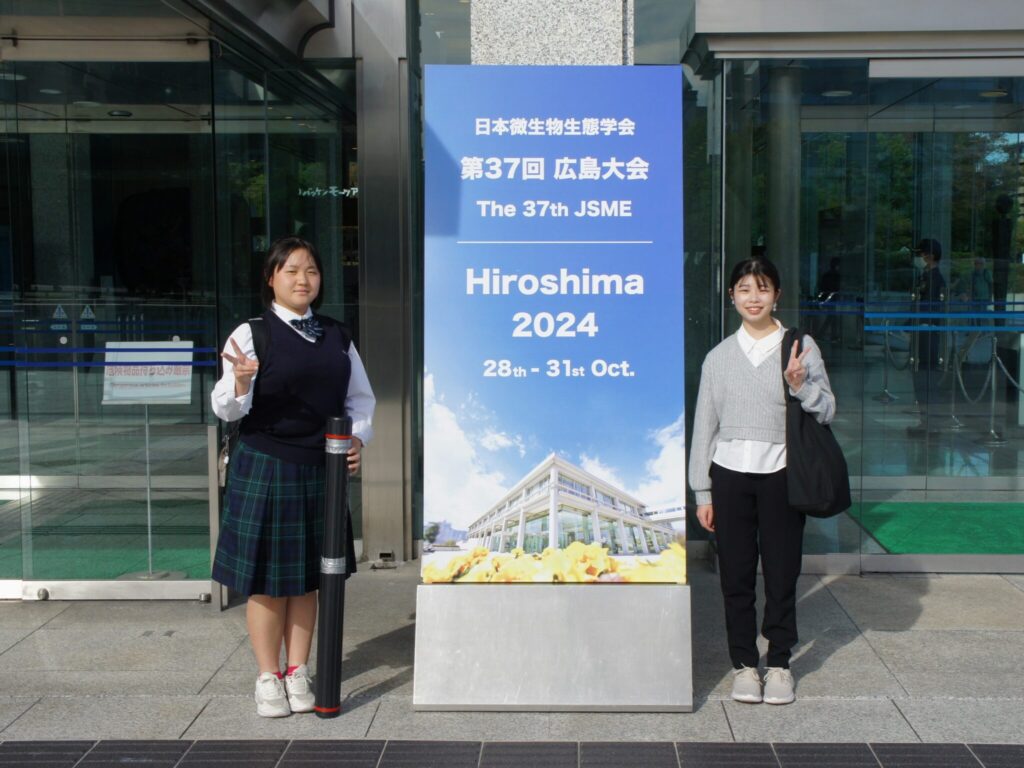 日本微生物生態学会
第37回 広島大会
The 37th JSME
Hiroshima
2024
28th - 31st Oct.